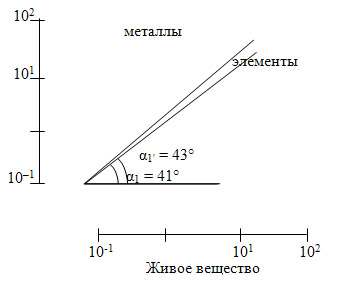 10²
металлы
элементы
10¹
α₁' = 43°
α₁ = 41°
10⁻¹
10⁻¹ 10¹ 10²
Живое вещество